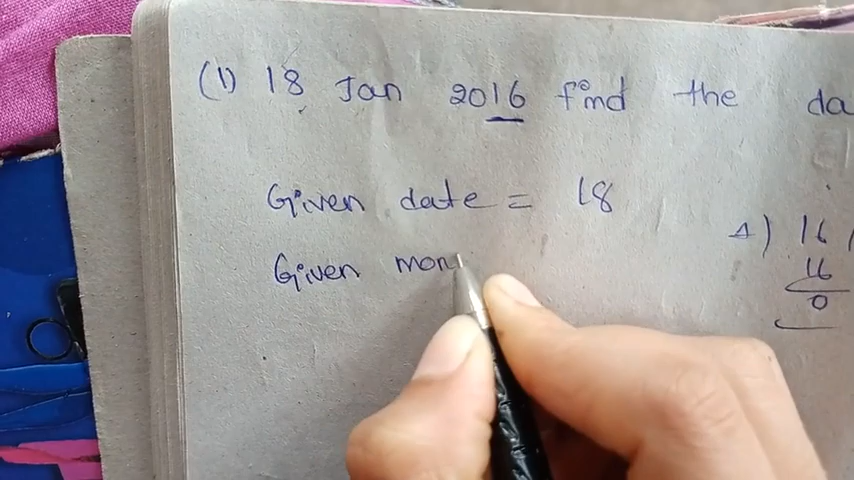 (1) 18 Jan 2016 find the da
Given date = 18
Given mon
4) 16
16
0